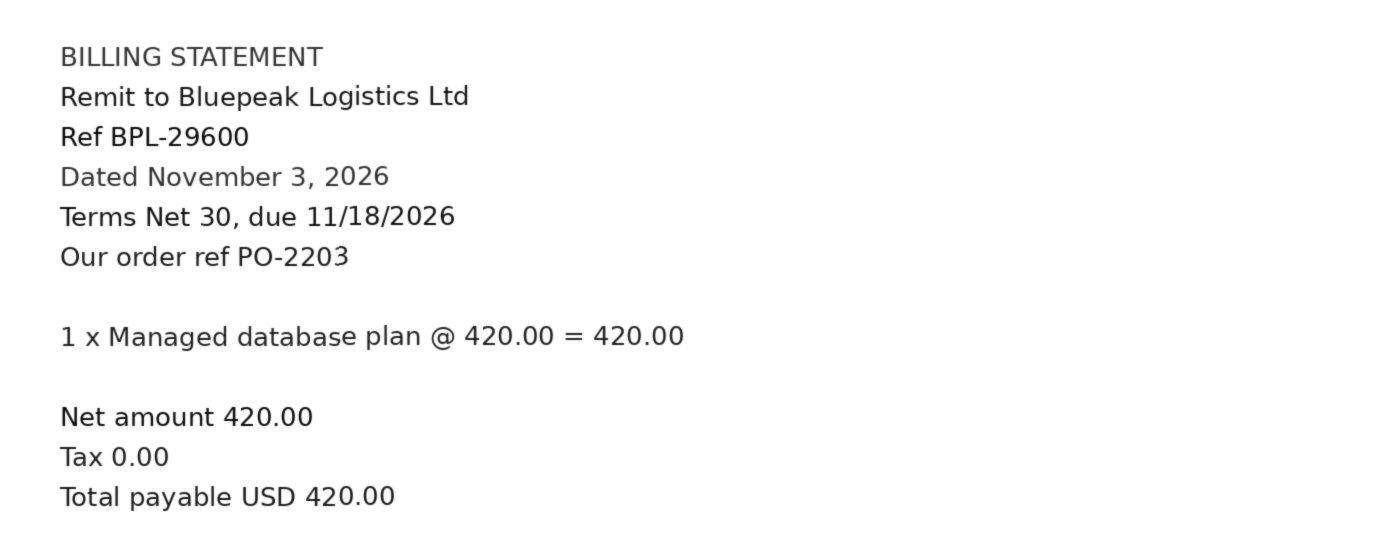 BILLING STATEMENT
Remit to Bluepeak Logistics Ltd
Ref BPL-29600
Dated November 3, 2026
Terms Net 30, due 11/18/2026
Our order ref PO-2203
1 x Managed database plan @ 420.00 = 420.00
Net amount 420.00
Tax 0.00
Total payable USD 420.00